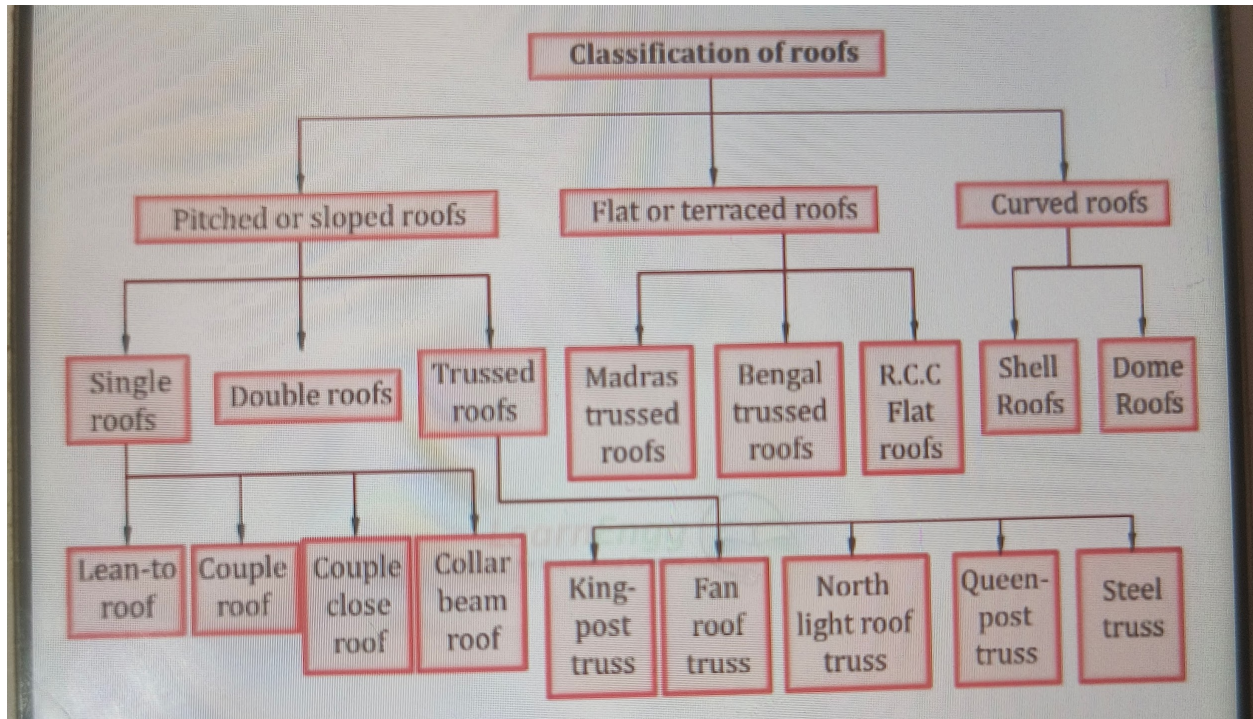 Classification of roofs
Pitched or sloped roofs
Flat or terraced roofs
Curved roofs
Single
roofs
Double roofs
Trussed
roofs
Madras
trussed
roofs
Bengal
trussed
roofs
R.C.C
Flat
roofs
Shell
Roofs
Dome
Roofs
Lean-to
roof
Couple
roof
Couple
close
roof
Collar
beam
roof
King-
post
truss
Fan
roof
truss
North
light roof
truss
Queen-
post
truss
Steel
truss